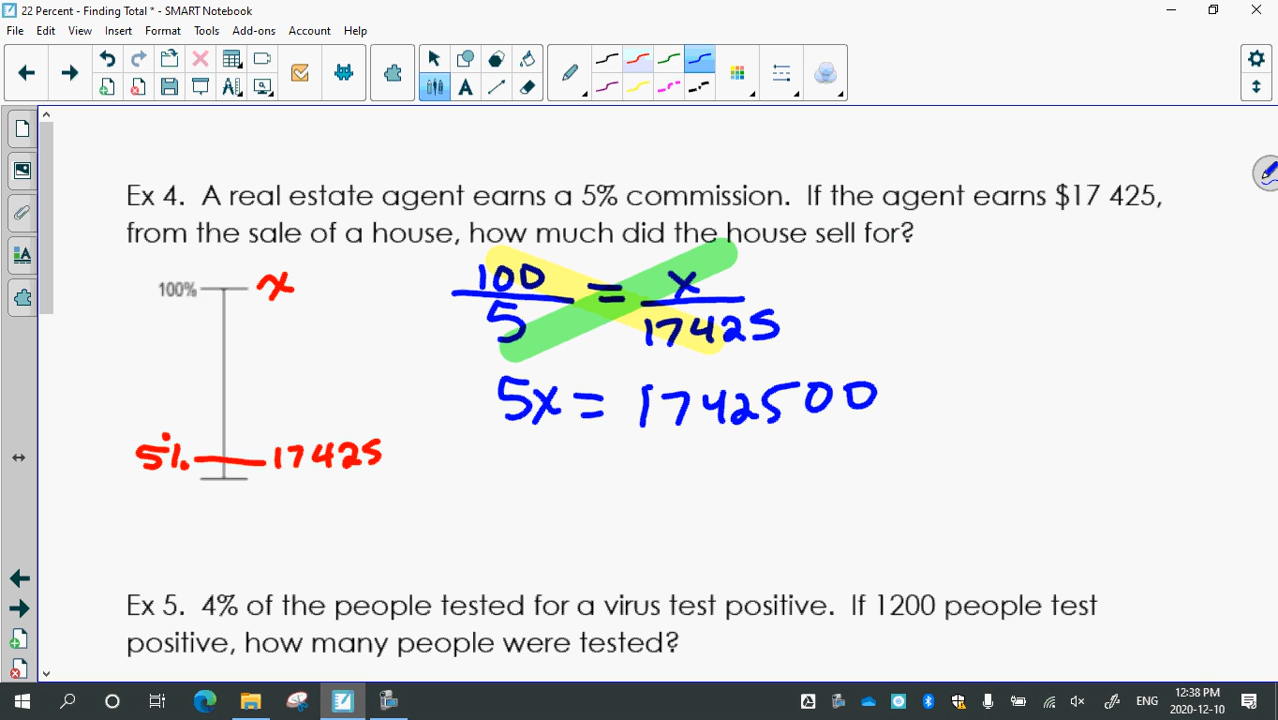 22 Percent - Finding Total * - SMART Notebook
File Edit View Insert Format Tools Add-ons Account Help
Ex 4. A real estate agent earns a 5% commission. If the agent earns $17 425,
from the sale of a house, how much did the house sell for?
100% x
100 = x
5 17425
5x = 1742500
5% 17425
Ex 5. 4% of the people tested for a virus test positive. If 1200 people test
positive, how many people were tested?
ENG
12:38 PM
2020-12-10